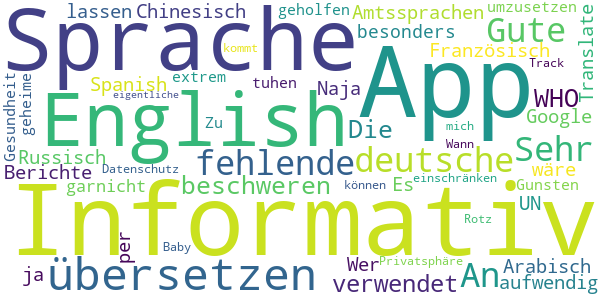 lassen Chinesisch geholfen Amtssprachen umzusetzen
Sprache App Gute
besonders
kommt Französisch
Gesundheit geheime Spanish extrem tuhen Naja Track Translate
eigentliche WHO
English Zu Die Google
mich
Wann Sehr
Russisch fehlende deutsche
Berichte Datenschutz wäre
garnicht beschweren Es einschränken
können Gunsten
Informativ UN
Rotz
per Baby Wer Privatsphäre Arabisch
ja übersetzen verwendet An aufwendig